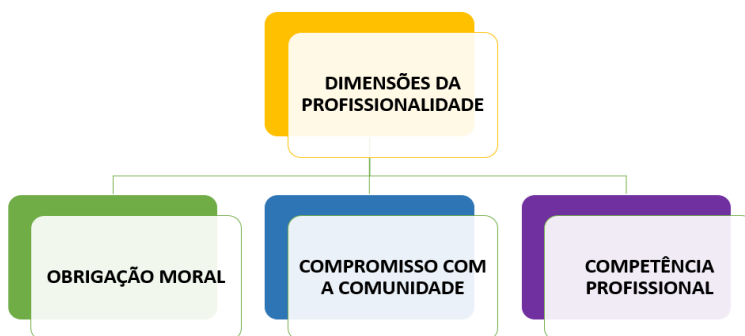 DIMENSÕES DA
PROFISSIONALIDADE
OBRIGAÇÃO MORAL
COMPROMISSO COM
A COMUNIDADE
COMPETÊNCIA
PROFISSIONAL